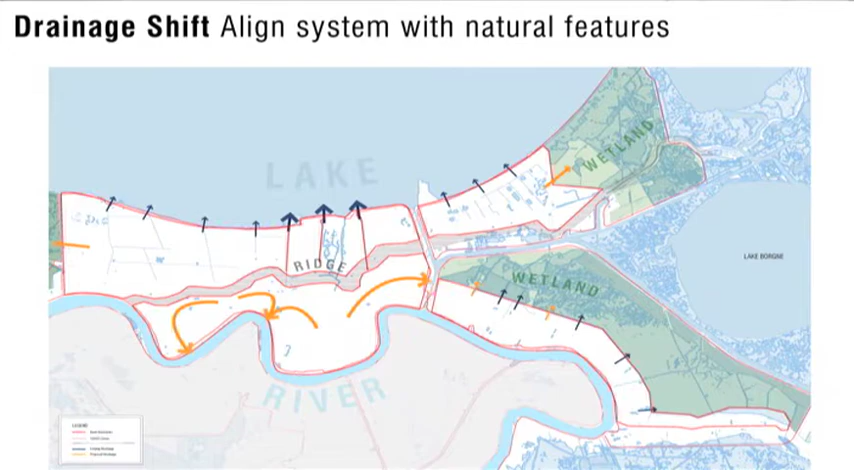 Drainage Shift Align system with natural features
LAKE
WETLAND
RIDGE
WETLAND
LAKE BORGNE
RIVER
LEGEND